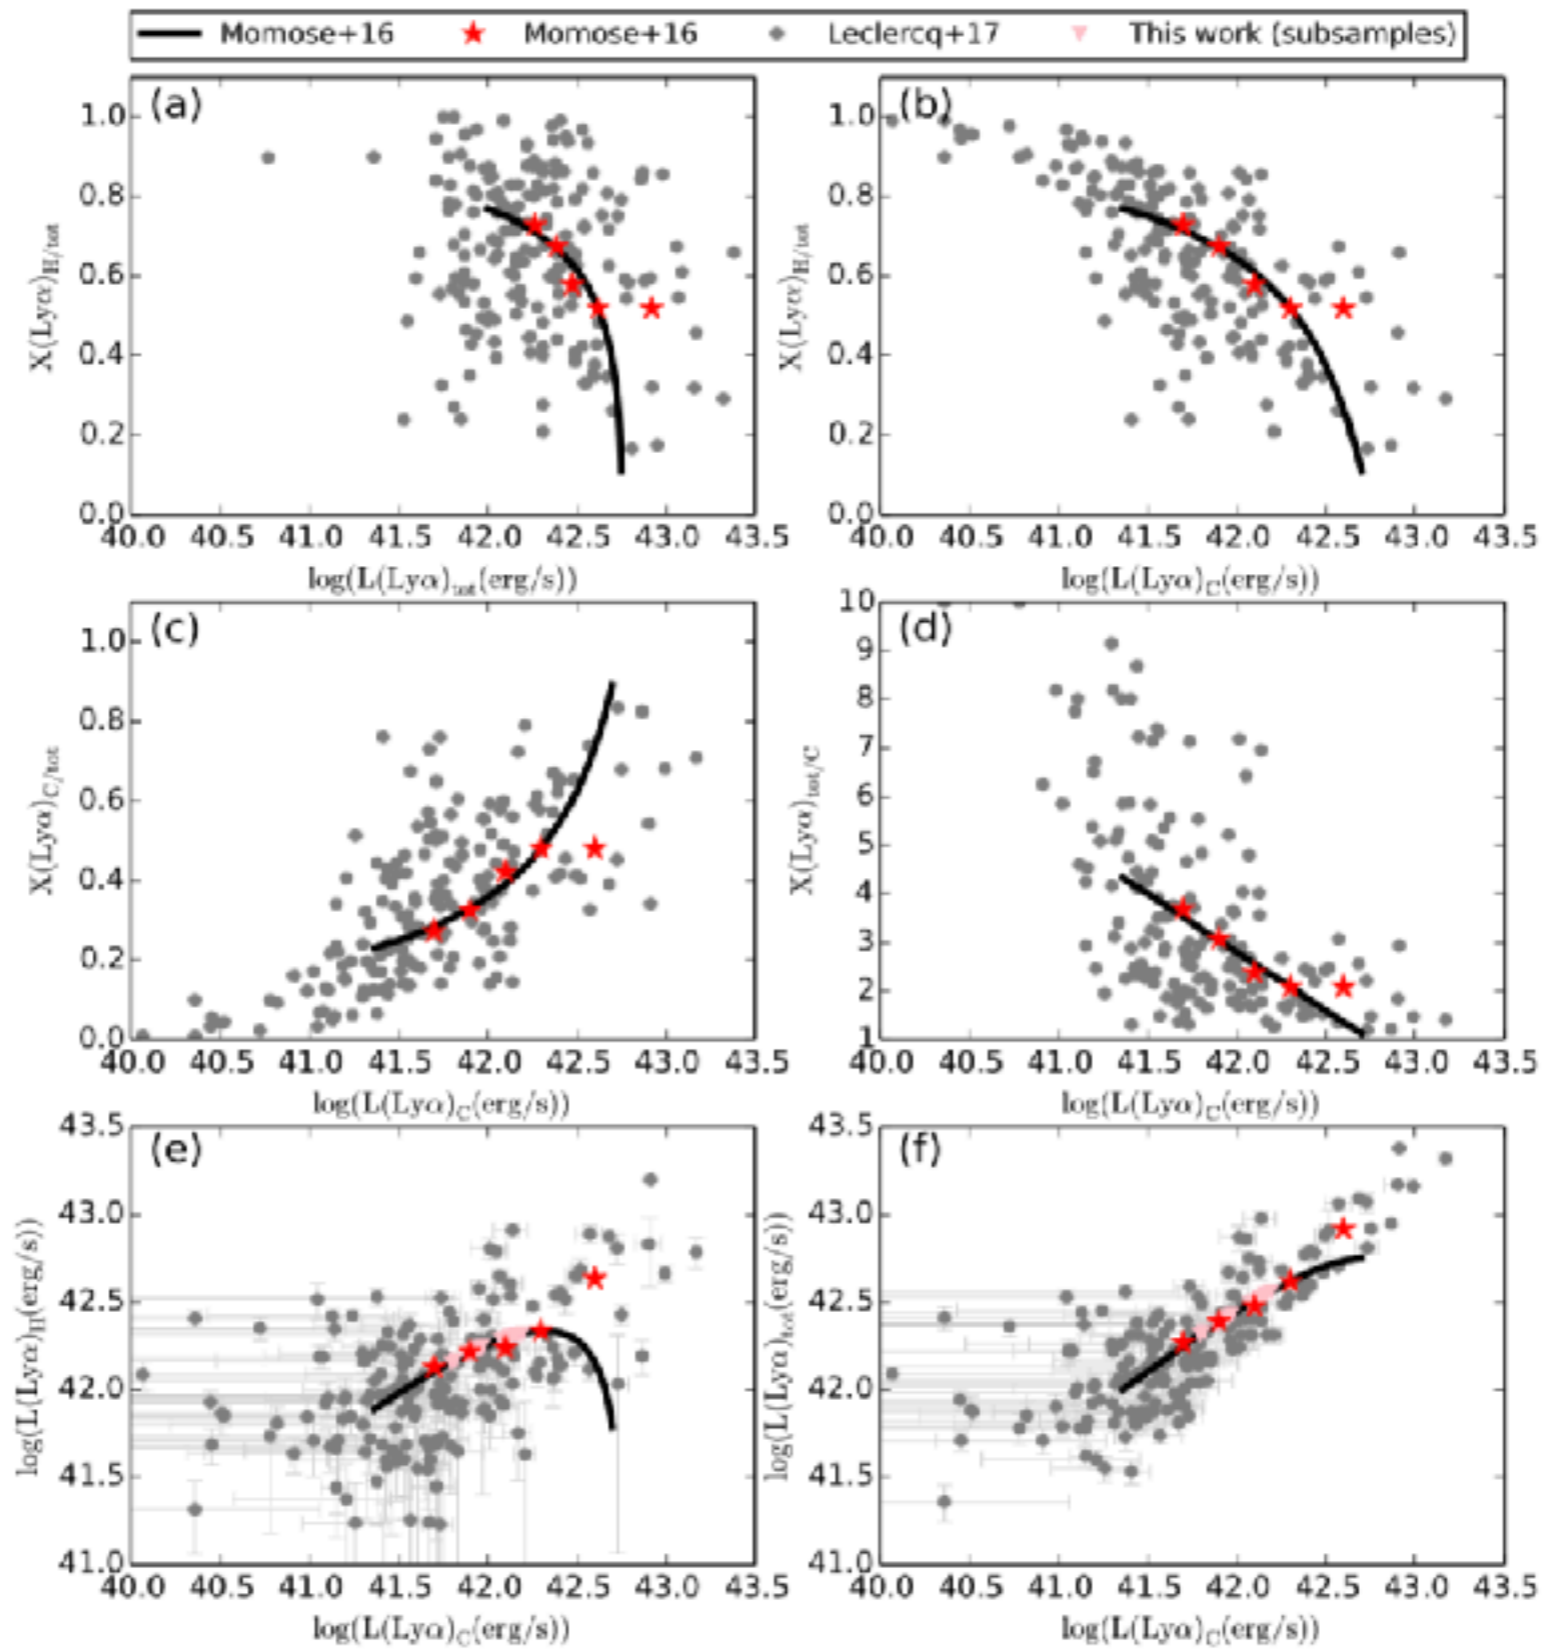 Momose+16 Momose+16 Leclercq+17 This work (subsamples)
(a)
1.0
0.8
0.6
0.4
0.2
0.0
X(Lyα)H/tot
40.0 40.5 41.0 41.5 42.0 42.5 43.0 43.5
log(L(Lyα)tot(erg/s))
(b)
1.0
0.8
0.6
0.4
0.2
0.0
X(Lyα)H/tot
40.0 40.5 41.0 41.5 42.0 42.5 43.0 43.5
log(L(Lyα)C(erg/s))
(c)
1.0
0.8
0.6
0.4
0.2
0.0
X(Lyα)C/tot
40.0 40.5 41.0 41.5 42.0 42.5 43.0 43.5
log(L(Lyα)C(erg/s))
(d)
10
9
8
7
6
5
4
3
2
1
X(Lyα)tot/C
40.0 40.5 41.0 41.5 42.0 42.5 43.0 43.5
log(L(Lyα)C(erg/s))
(e)
43.5
43.0
42.5
42.0
41.5
41.0
log(L(Lyα)H(erg/s))
40.0 40.5 41.0 41.5 42.0 42.5 43.0 43.5
log(L(Lyα)C(erg/s))
(f)
43.5
43.0
42.5
42.0
41.5
41.0
log(L(Lyα)tot(erg/s))
40.0 40.5 41.0 41.5 42.0 42.5 43.0 43.5
log(L(Lyα)C(erg/s))